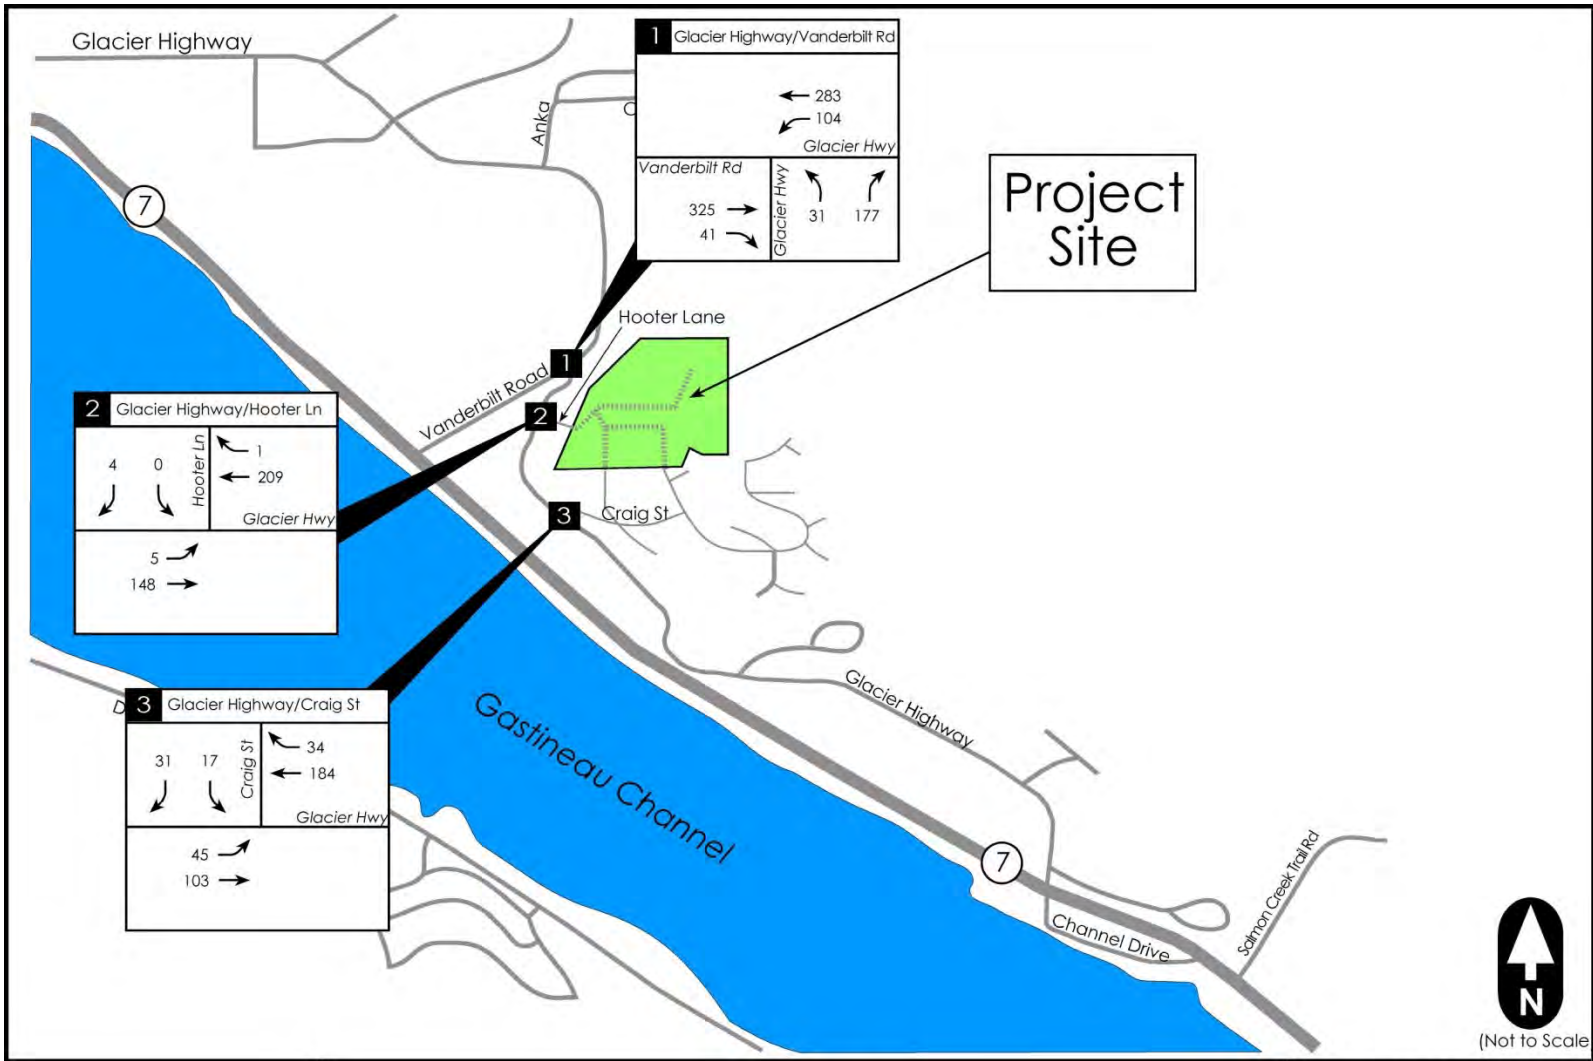 Glacier Highway
1 Glacier Highway/Vanderbilt Rd
283
104
Glacier Hwy
Vanderbilt Rd
325
41
Glacier Hwy
31 177
Anka
Project
Site
7
Hooter Lane
1
Vanderbilt Road
2
2 Glacier Highway/Hooter Ln
4 0
Hooter Ln
1
209
Glacier Hwy
5
148
3
Craig St
3 Glacier Highway/Craig St
31 17
Craig St
34
184
Glacier Hwy
45
103
Gastineau Channel
Glacier Highway
7
Channel Drive
Salmon Creek Trail Rd
N
(Not to Scale